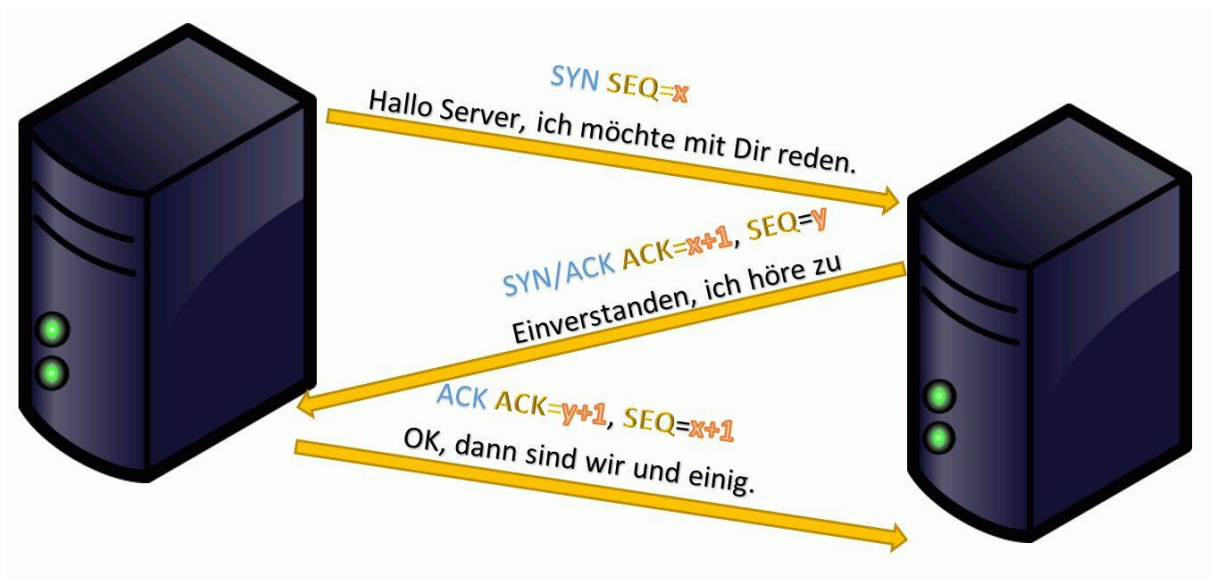 SYN SEQ=x
Hallo Server, ich möchte mit Dir reden.
SYN/ACK ACK=x+1, SEQ=y
Einverstanden, ich höre zu
ACK ACK=y+1, SEQ=x+1
OK, dann sind wir und einig.